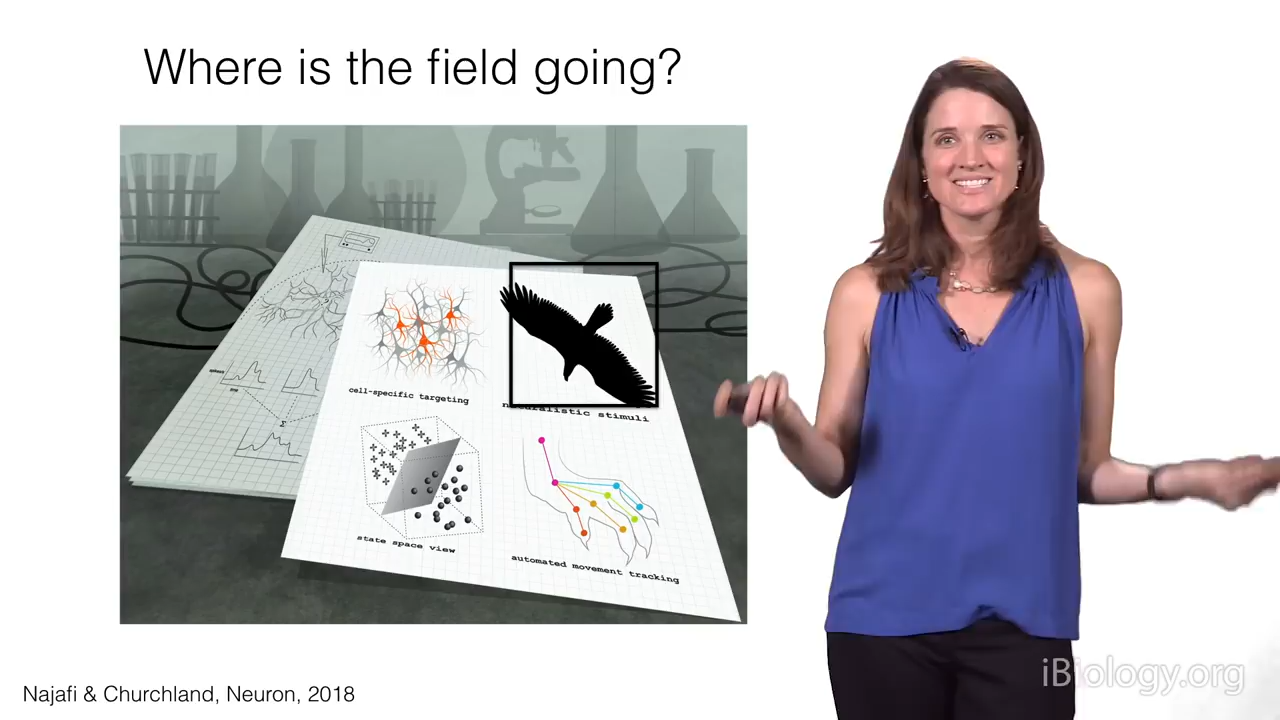 Where is the field going?
cell-specific targeting
naturalistic stimuli
state space view
automated movement tracking
Najafi & Churchland, Neuron, 2018
iBiology.org